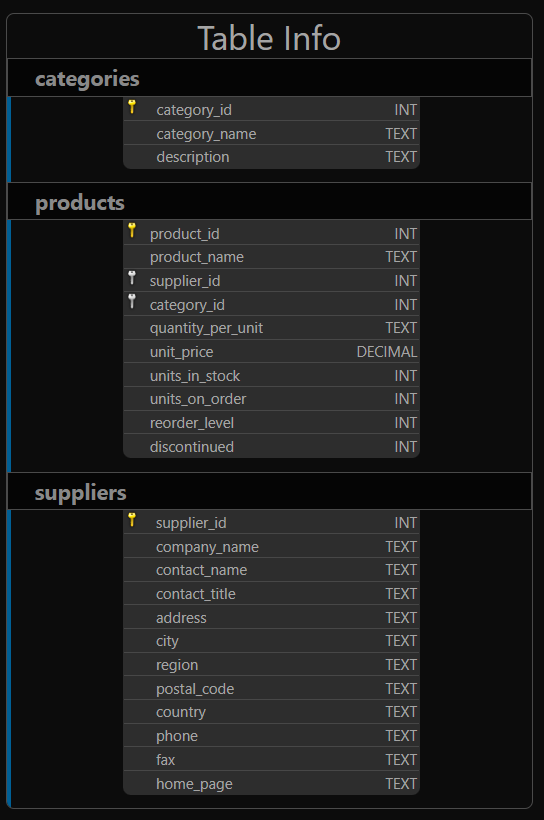 Table Info
categories
category_id INT
category_name TEXT
description TEXT
products
product_id INT
product_name TEXT
supplier_id INT
category_id INT
quantity_per_unit TEXT
unit_price DECIMAL
units_in_stock INT
units_on_order INT
reorder_level INT
discontinued INT
suppliers
supplier_id INT
company_name TEXT
contact_name TEXT
contact_title TEXT
address TEXT
city TEXT
region TEXT
postal_code TEXT
country TEXT
phone TEXT
fax TEXT
home_page TEXT